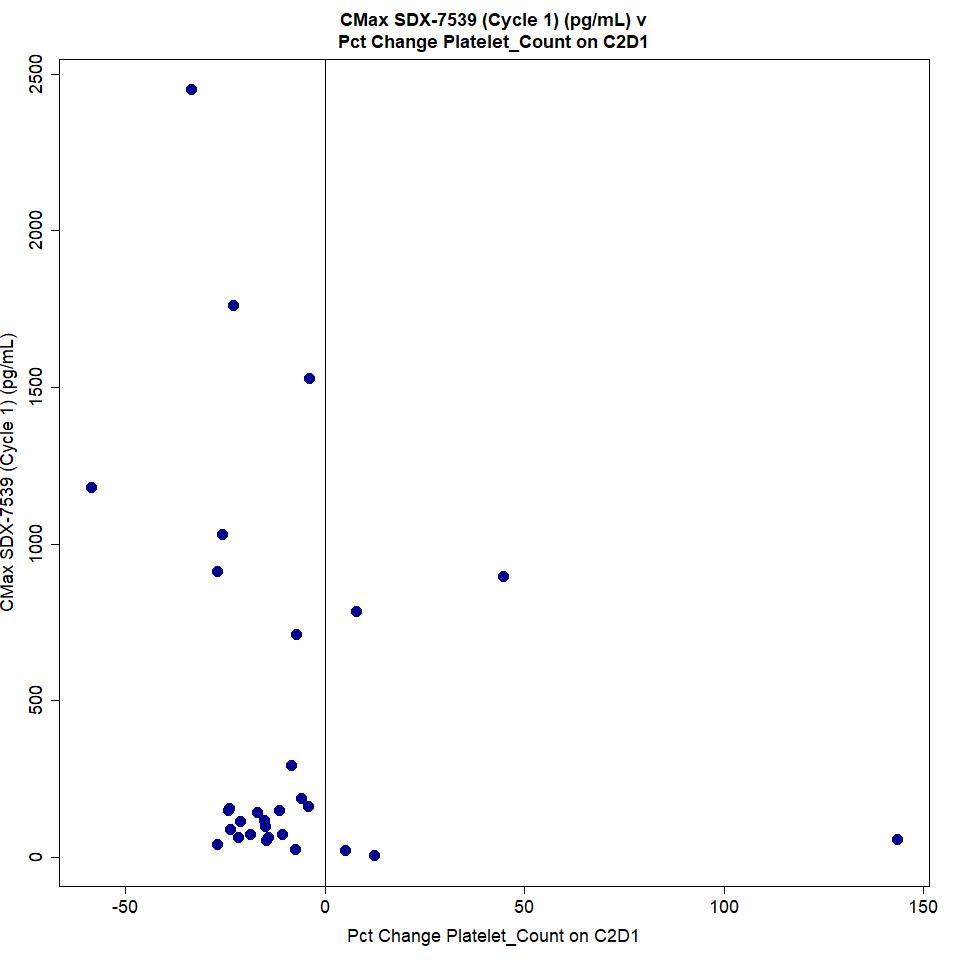 CMax SDX-7539 (Cycle 1) (pg/mL) v
Pct Change Platelet_Count on C2D1
2500
2000
1500
1000
500
0
CMax SDX-7539 (Cycle 1) (pg/mL)
-50
0
50
100
150
Pct Change Platelet_Count on C2D1